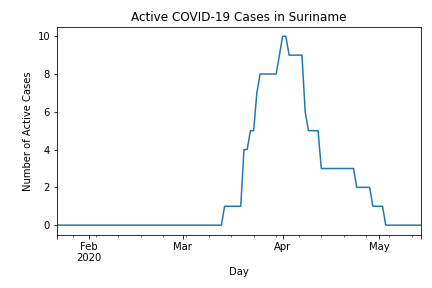 Active COVID-19 Cases in Suriname
Number of Active Cases
10
8
6
4
2
0
Feb Mar Apr May
2020
Day